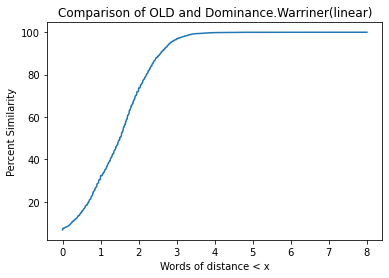 Comparison of OLD and Dominance.Warriner(linear)
100
80
60
40
20
Percent Similarity
0 1 2 3 4 5 6 7 8
Words of distance < x